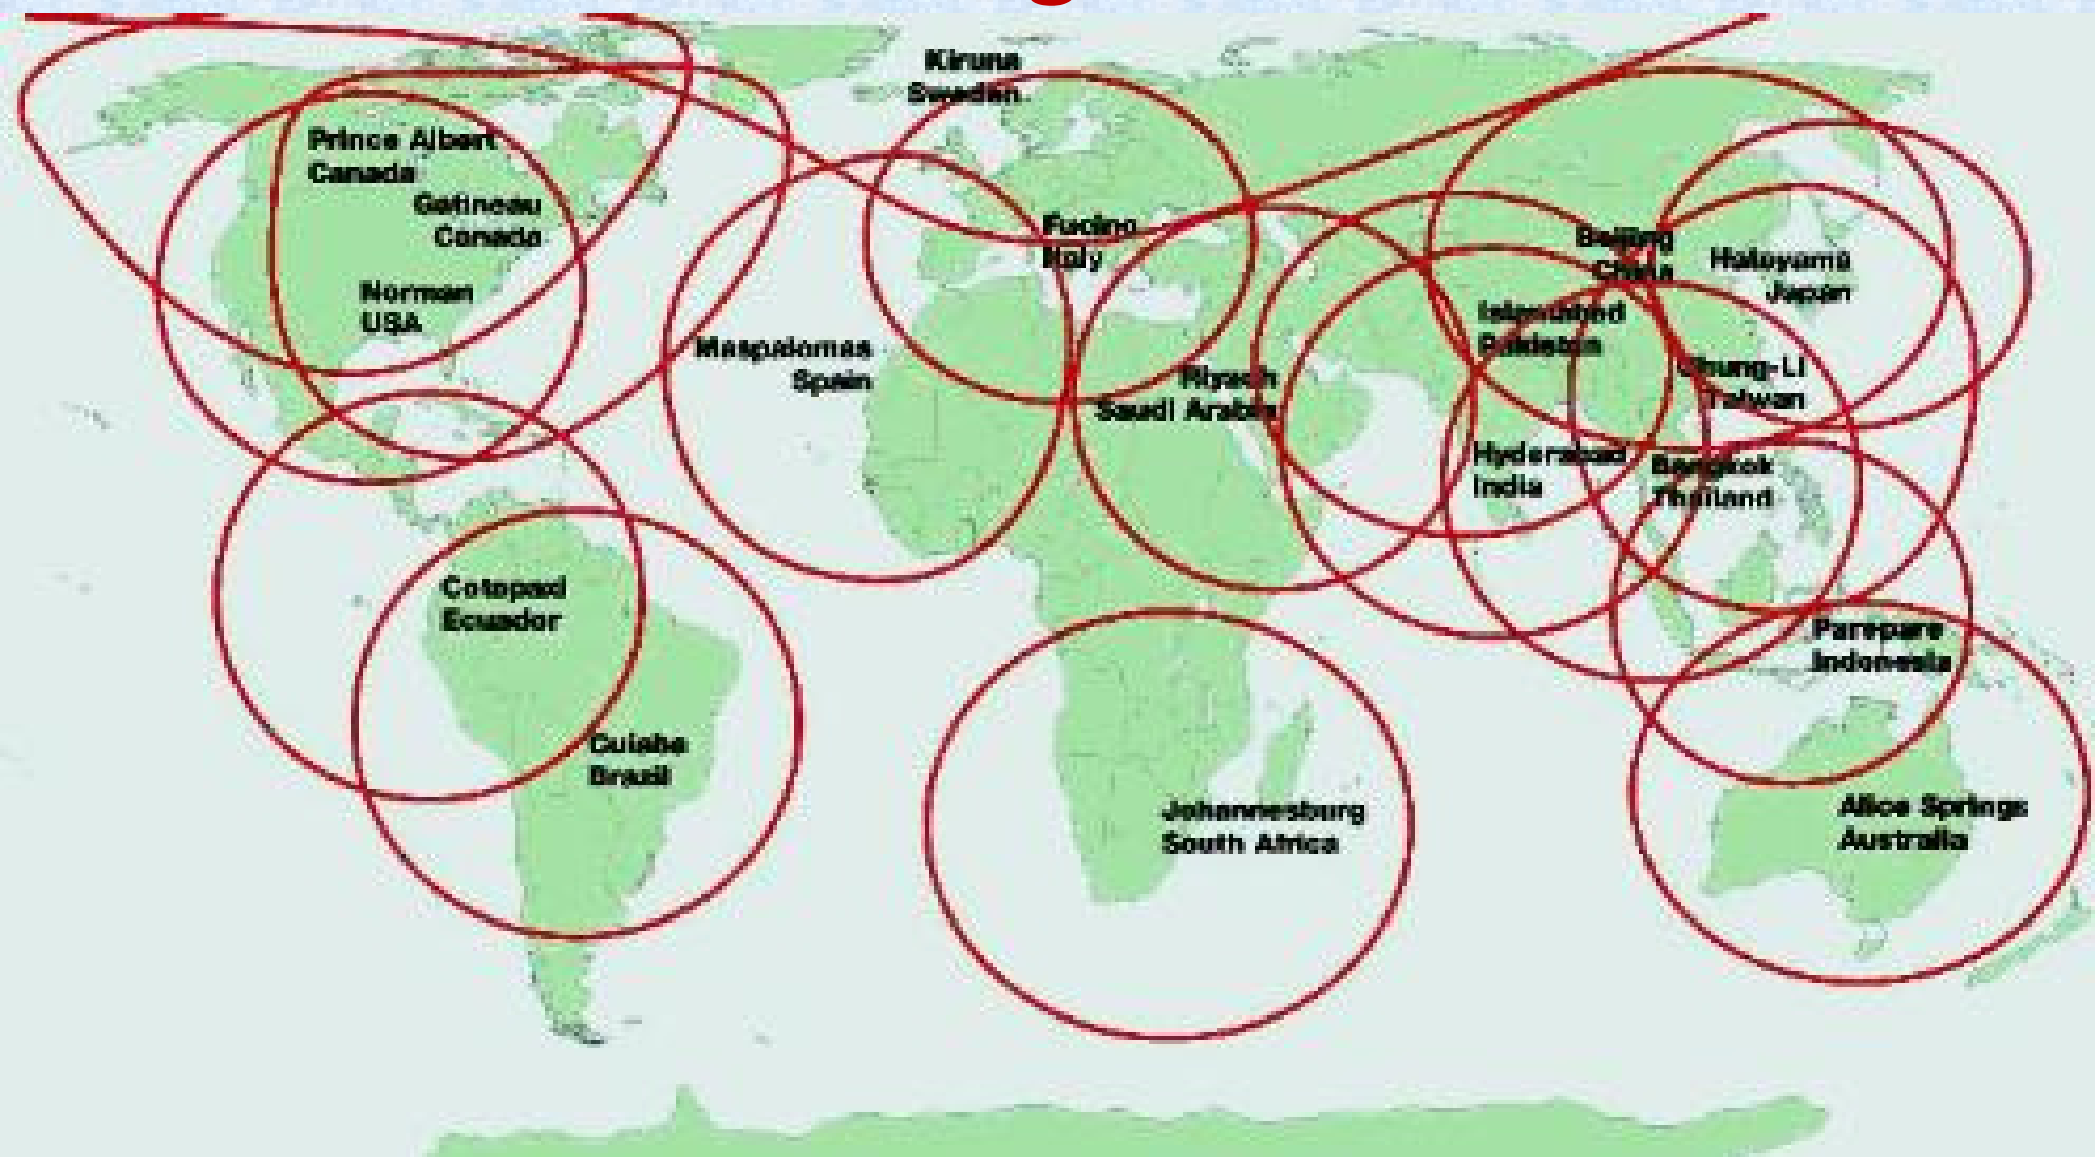 Kiruna
Sweden
Prince Albert
Canada
Gatineau
Canada
Norman
USA
Fucino
Italy
Maspalomas
Spain
Riyadh
Saudi Arabia
Beijing
China
Hatoyama
Japan
Islamabad
Pakistan
Chung-Li
Taiwan
Hyderabad
India
Bangkok
Thailand
Cotopaxi
Ecuador
Cuiaba
Brazil
Parepare
Indonesia
Johannesburg
South Africa
Alice Springs
Australia